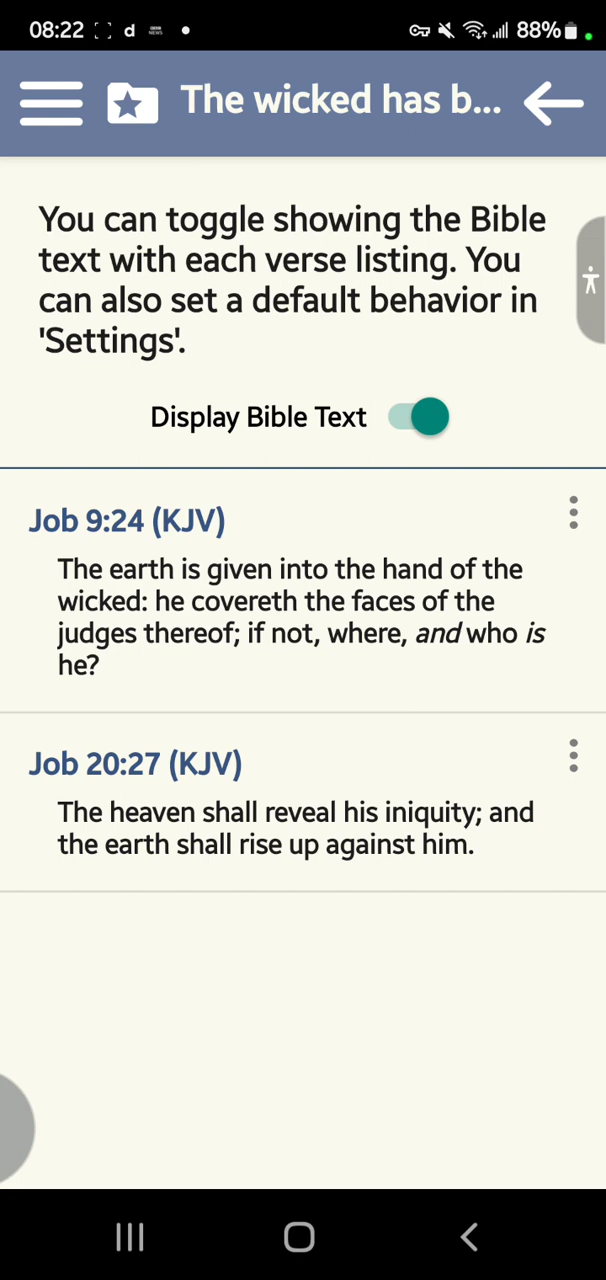 08:22 d 88%
The wicked has b...
You can toggle showing the Bible
text with each verse listing. You
can also set a default behavior in
'Settings'.
Display Bible Text
Job 9:24 (KJV)
The earth is given into the hand of the
wicked: he covereth the faces of the
judges thereof; if not, where, and who is
he?
Job 20:27 (KJV)
The heaven shall reveal his iniquity; and
the earth shall rise up against him.